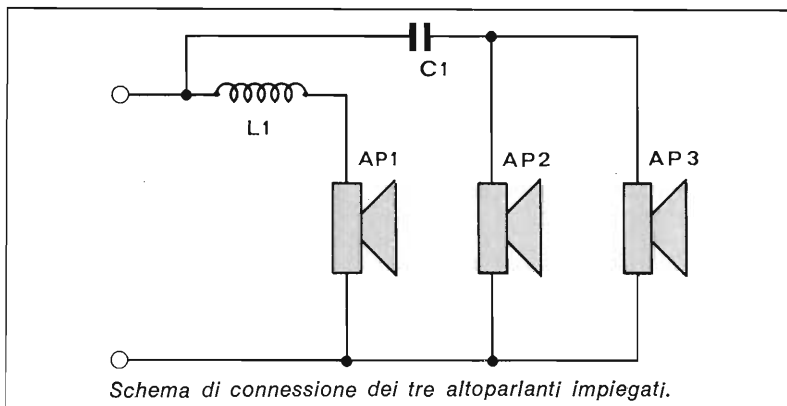 C1
L1
AP1
AP2
AP3
Schema di connessione dei tre altoparlanti impiegati.